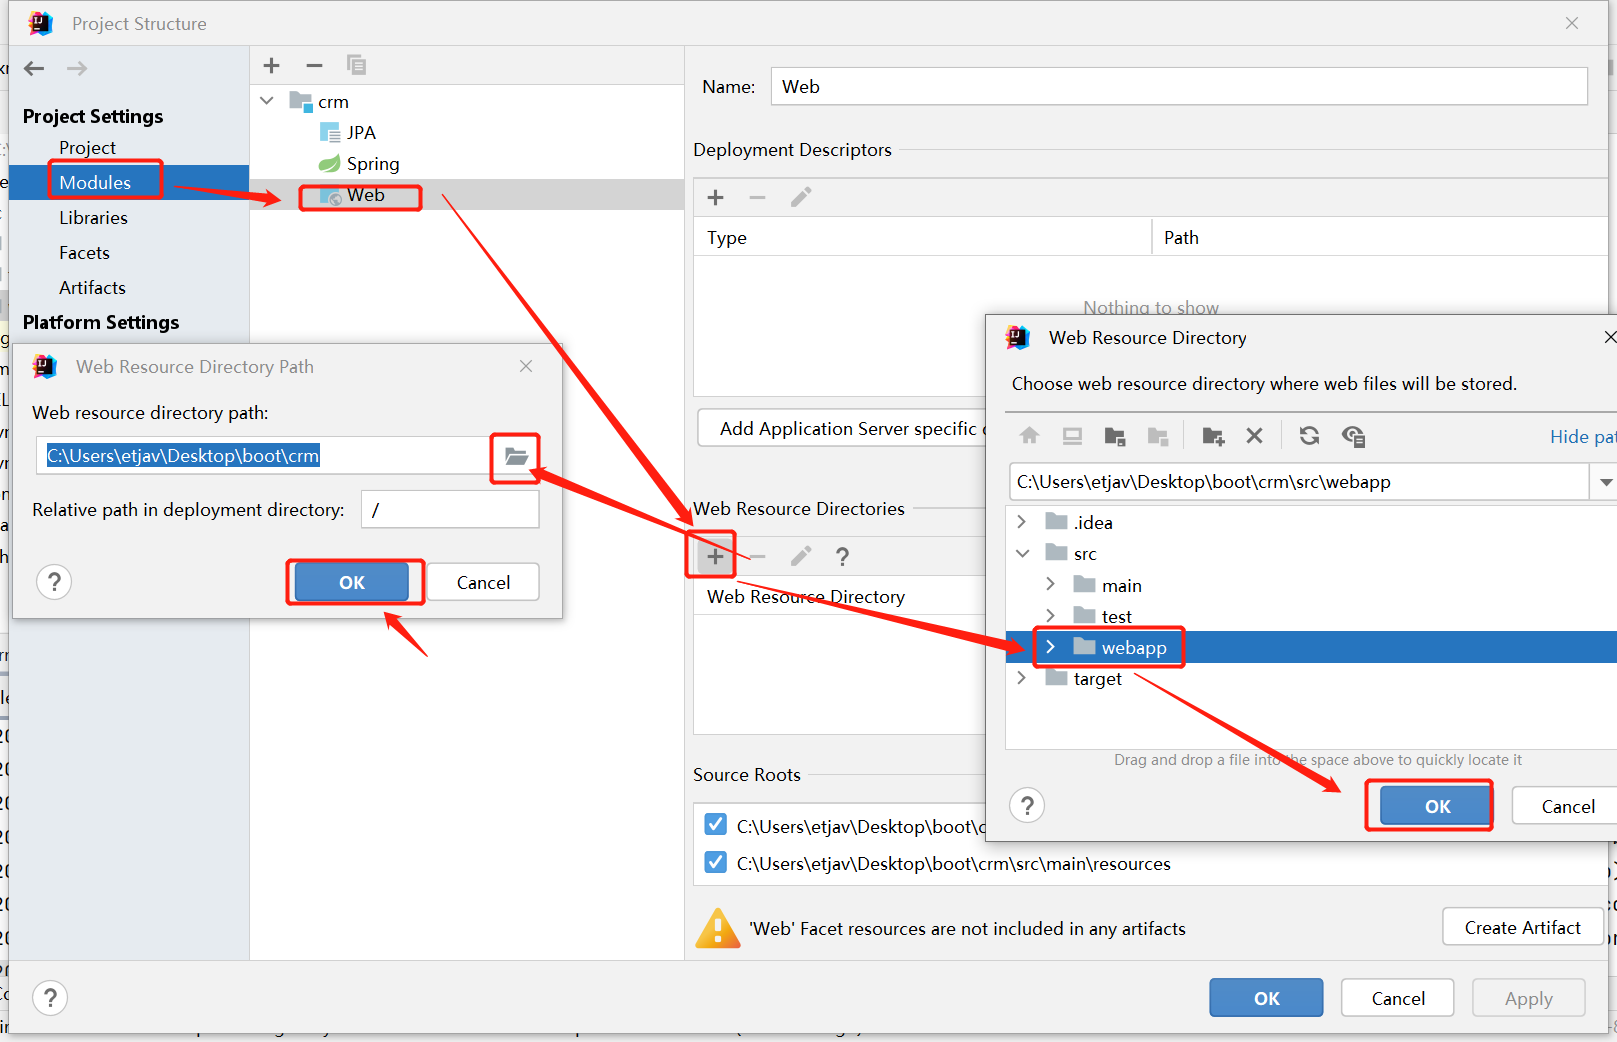 Project Structure
Project Settings
Project
Modules
Libraries
Facets
Artifacts
Platform Settings
crm
JPA
Spring
Web
Name:
Web
Deployment Descriptors
Type
Path
Nothing to show
Add Application Server specific
Web Resource Directories
Web Resource Directory
Source Roots
C:\Users\etjav\Desktop\boot\c
C:\Users\etjav\Desktop\boot\crm\src\main\resources
'Web' Facet resources are not included in any artifacts
Create Artifact
OK
Cancel
Apply
Web Resource Directory Path
Web resource directory path:
C:\Users\etjav\Desktop\boot\crm
Relative path in deployment directory:
/
OK
Cancel
Web Resource Directory
Choose web resource directory where web files will be stored.
Hide pat
C:\Users\etjav\Desktop\boot\crm\src\webapp
.idea
src
main
test
webapp
target
Drag and drop a file into the space above to quickly locate it
OK
Cancel